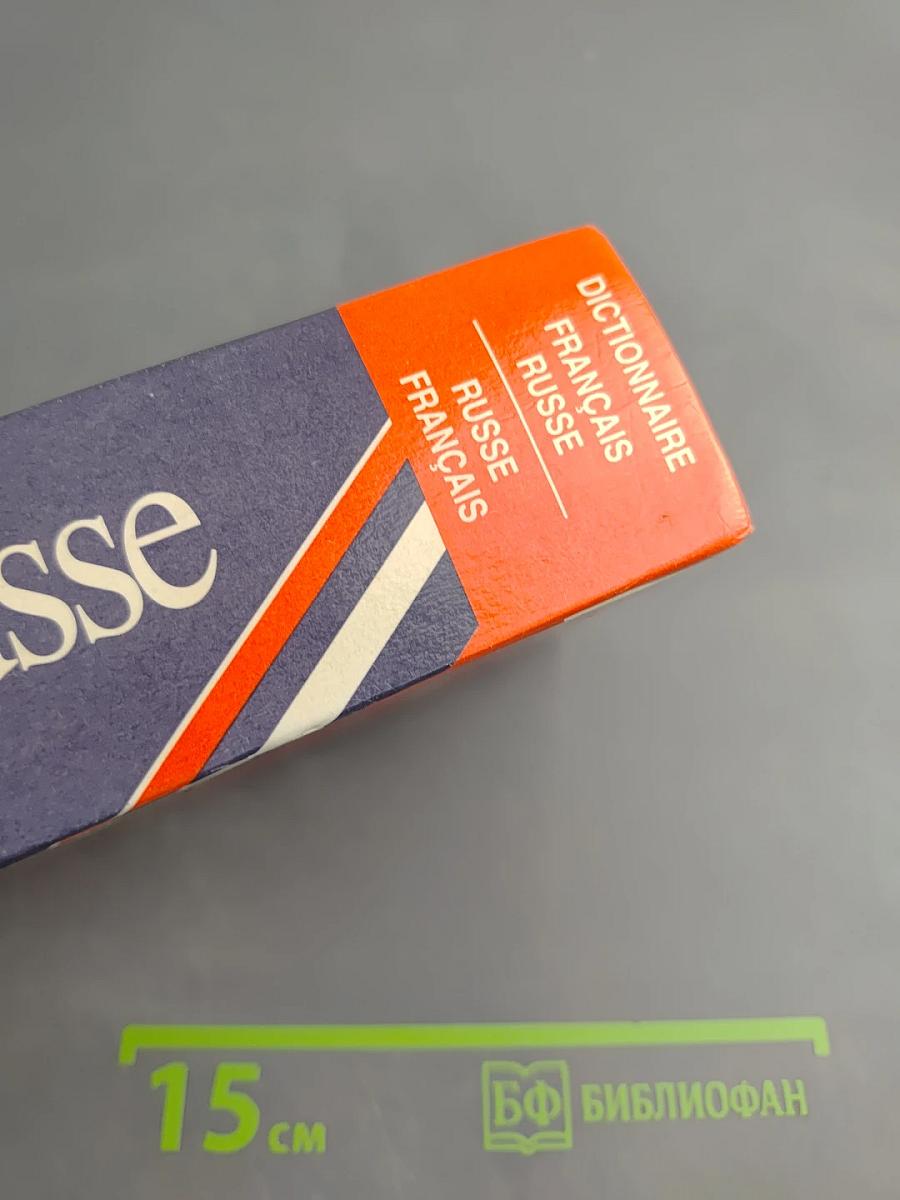 DICTIONNAIRE
FRANÇAIS
RUSSE
RUSSE
FRANÇAIS
sse
15 см
БФ БИБЛИОФАН